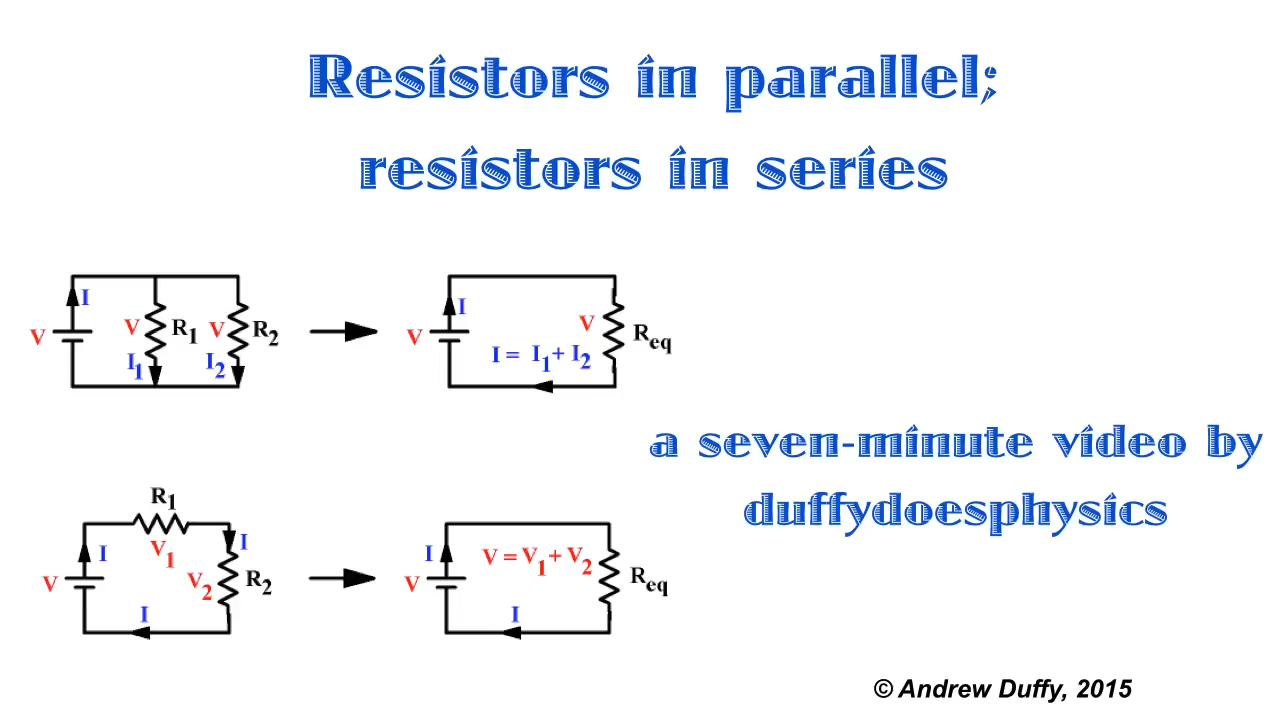 Resistors in parallel;
resistors in series
I
V
V
R1
V
R2
I1
I2
I
V
V
Req
I = I1 + I2
a seven-minute video by
duffydoesphysics
R1
V1
I
I
V
V2
R2
I
I
V = V1 + V2
V
Req
I
© Andrew Duffy, 2015